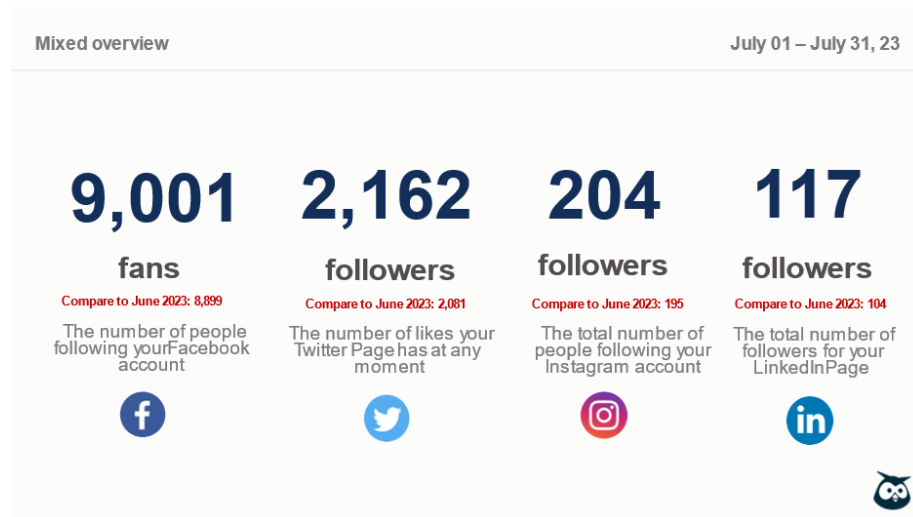 Mixed overview
July 01 – July 31, 23
9,001
fans
Compare to June 2023: 8,899
The number of people
following yourFacebook
account
2,162
followers
Compare to June 2023: 2,081
The number of likes your
Twitter Page has at any
moment
204
followers
Compare to June 2023: 195
The total number of
people following your
Instagram account
117
followers
Compare to June 2023: 104
The total number of
followers for your
LinkedInPage
f
in